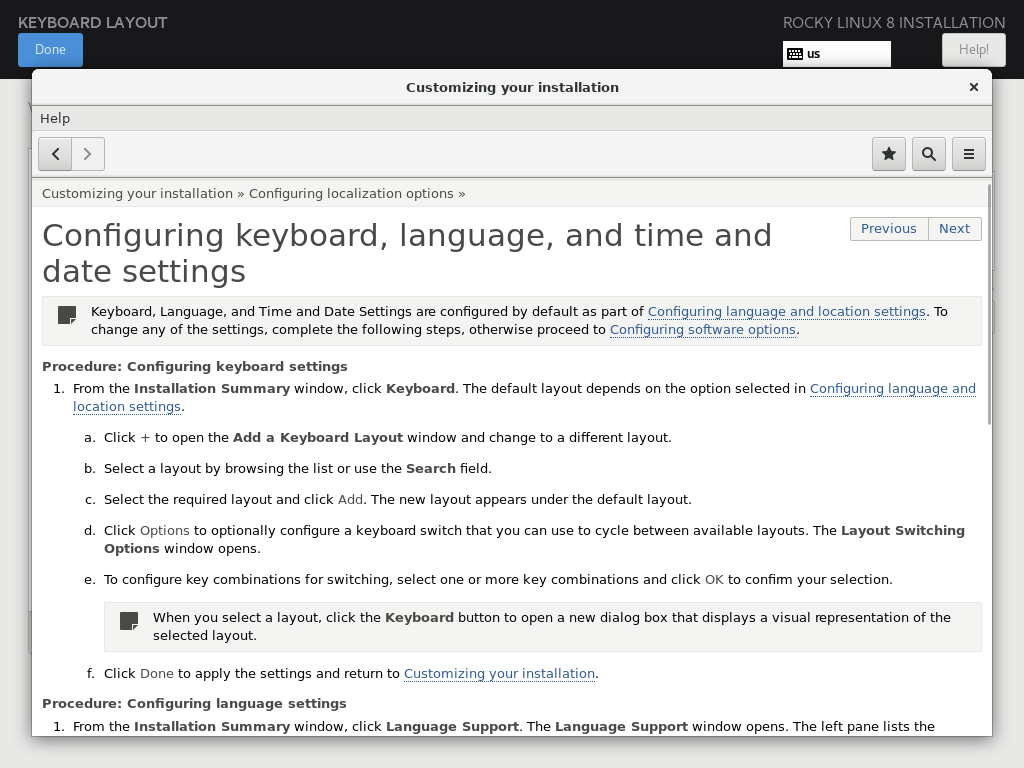 KEYBOARD LAYOUT
ROCKY LINUX 8 INSTALLATION
Done
us
Help!
Customizing your installation
Help
Customizing your installation » Configuring localization options »
Configuring keyboard, language, and time and
date settings
Previous
Next
Keyboard, Language, and Time and Date Settings are configured by default as part of Configuring language and location settings. To
change any of the settings, complete the following steps, otherwise proceed to Configuring software options.
Procedure: Configuring keyboard settings
1. From the Installation Summary window, click Keyboard. The default layout depends on the option selected in Configuring language and
location settings.
a. Click + to open the Add a Keyboard Layout window and change to a different layout.
b. Select a layout by browsing the list or use the Search field.
c. Select the required layout and click Add. The new layout appears under the default layout.
d. Click Options to optionally configure a keyboard switch that you can use to cycle between available layouts. The Layout Switching
Options window opens.
e. To configure key combinations for switching, select one or more key combinations and click OK to confirm your selection.
When you select a layout, click the Keyboard button to open a new dialog box that displays a visual representation of the
selected layout.
f. Click Done to apply the settings and return to Customizing your installation.
Procedure: Configuring language settings
1. From the Installation Summary window, click Language Support. The Language Support window opens. The left pane lists the